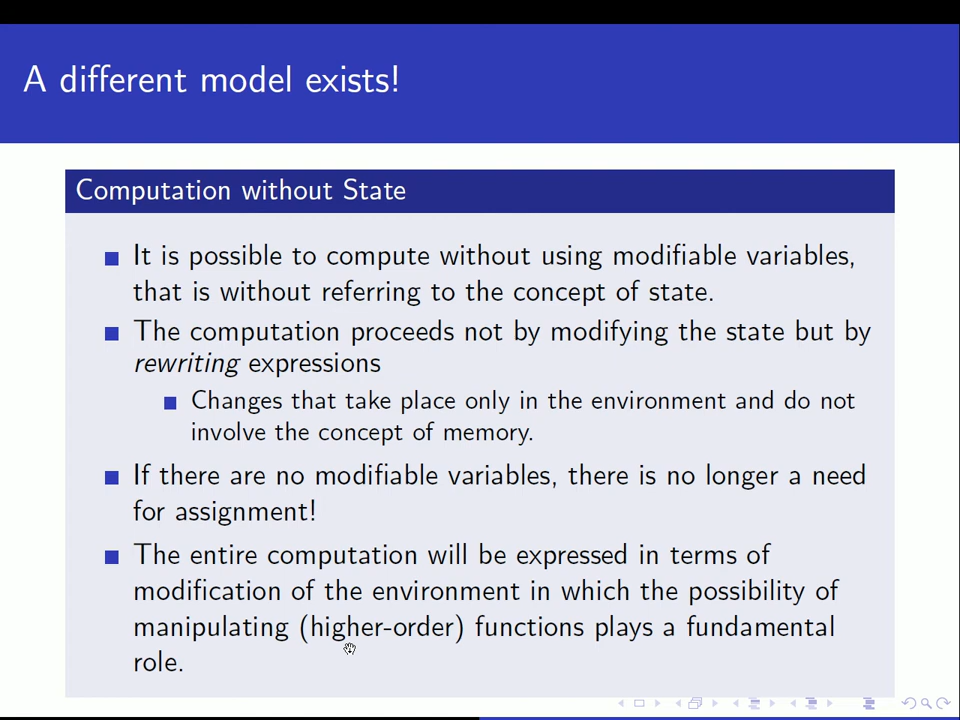 A different model exists!
Computation without State
It is possible to compute without using modifiable variables,
that is without referring to the concept of state.
The computation proceeds not by modifying the state but by
rewriting expressions
Changes that take place only in the environment and do not
involve the concept of memory.
If there are no modifiable variables, there is no longer a need
for assignment!
The entire computation will be expressed in terms of
modification of the environment in which the possibility of
manipulating (higher-order) functions plays a fundamental
role.